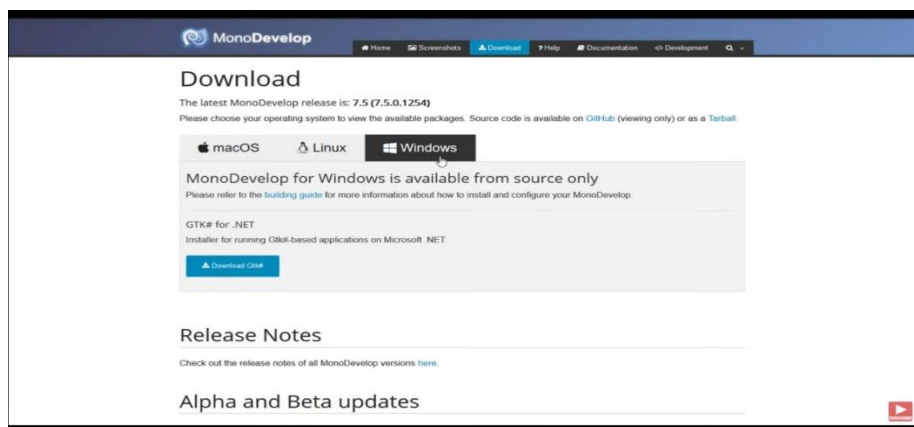 MonoDevelop
Home Screenshots Download ? Help Documentation </> Development
Download
The latest MonoDevelop release is: 7.5 (7.5.0.1254)
Please choose your operating system to view the available packages. Source code is available on GitHub (viewing only) or as a Tarball.
macOS Linux Windows
MonoDevelop for Windows is available from source only
Please refer to the building guide for more information about how to install and configure your MonoDevelop.
GTK# for .NET
Installer for running Gtk#-based applications on Microsoft .NET.
Download Gtk#
Release Notes
Check out the release notes of all MonoDevelop versions here.
Alpha and Beta updates